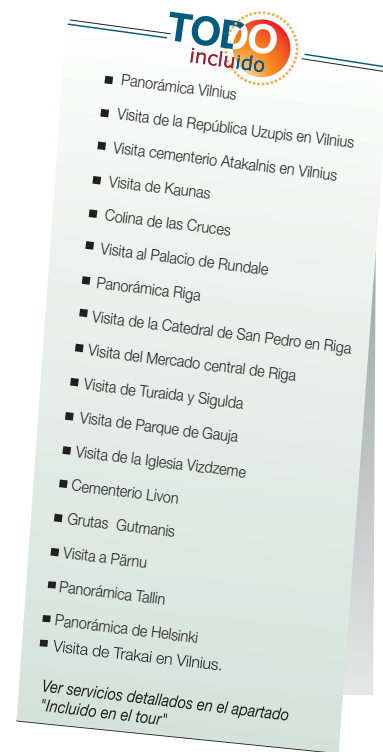 TODO
incluido
■ Panorámica Vilnius
■ Visita de la República Uzupis en Vilnius
■ Visita cementerio Atakalnis en Vilnius
■ Visita de Kaunas
■ Colina de las Cruces
■ Visita al Palacio de Rundale
■ Panorámica Riga
■ Visita de la Catedral de San Pedro en Riga
■ Visita del Mercado central de Riga
■ Visita de Turaida y Sigulda
■ Visita de Parque de Gauja
■ Visita de la Iglesia Vizdzeme
■ Cementerio Livon
■ Grutas Gutmanis
■ Visita a Pärnu
■ Panorámica Tallin
■ Panorámica de Helsinki
■ Visita de Trakai en Vilnius.
Ver servicios detallados en el apartado
"Incluido en el tour"